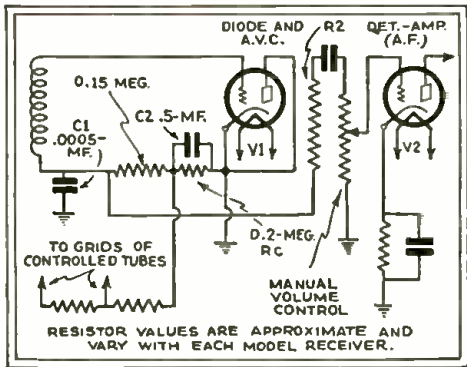 DIODE AND
A.V.C.
R2
DET.-AMP.
(A.F.)
0.15 MEG.
C2 .5-MF.
C1
.0005-
MF.
V1
V2
0.2-MEG.
RC
TO GRIDS OF
CONTROLLED TUBES
MANUAL
VOLUME
CONTROL
RESISTOR VALUES ARE APPROXIMATE AND
VARY WITH EACH MODEL RECEIVER.